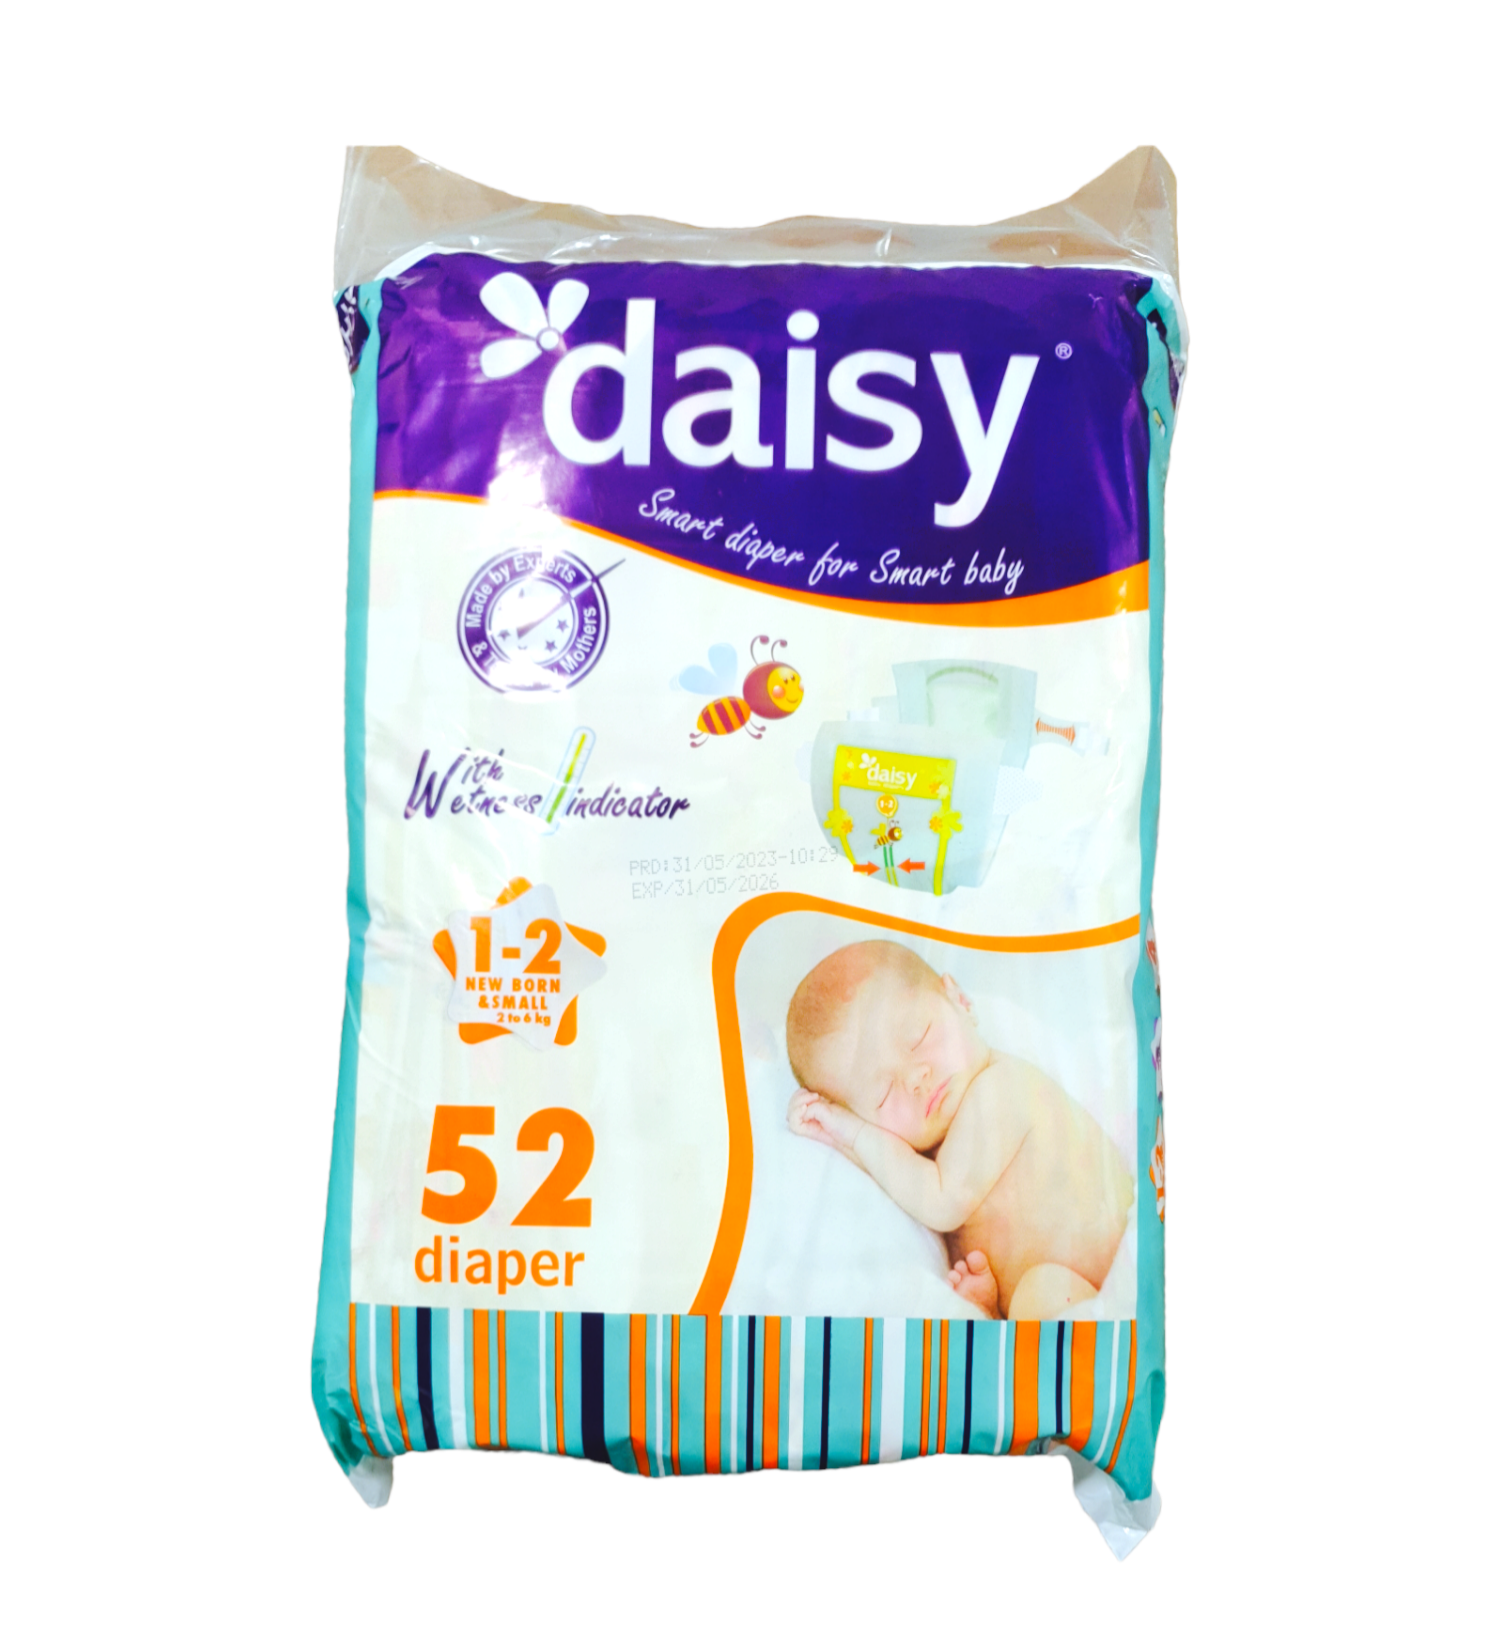 daisy®
Smart diaper for Smart baby
Made by Experts
& Mothers
With
Wetness indicator
daisy
1-2
PRD:31/05/2023-10:29
EXP/31/05/2026
1-2
NEW BORN
&SMALL
2 to 6 kg
52
diaper